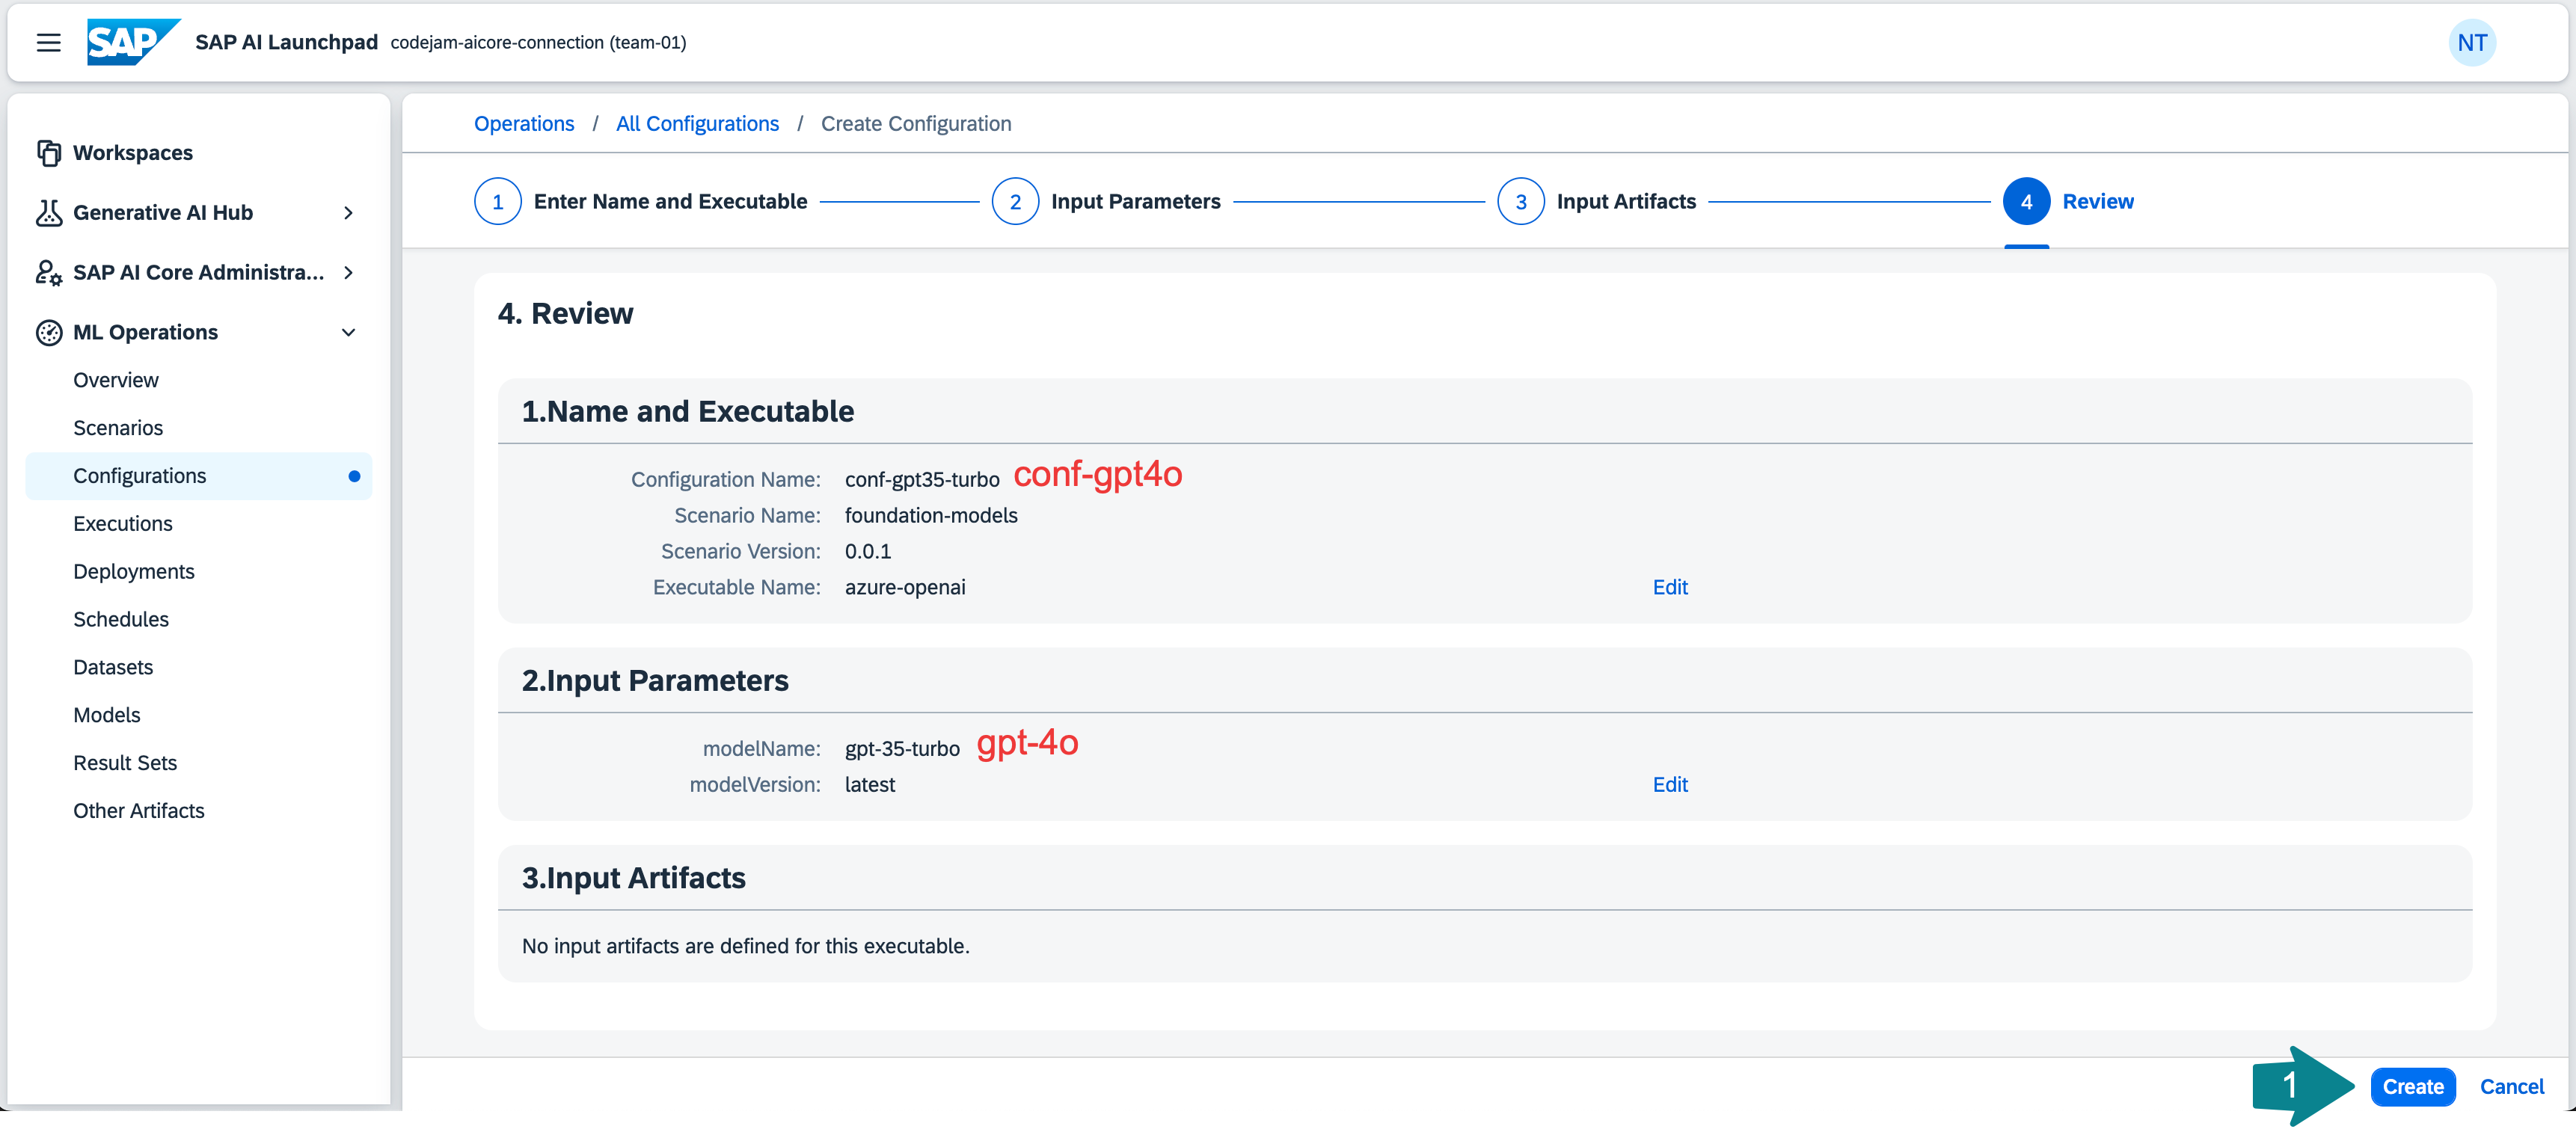 SAP SAP AI Launchpad codejam-aicore-connection (team-01) NT
Workspaces
Generative AI Hub
SAP AI Core Administra...
ML Operations
Overview
Scenarios
Configurations
Executions
Deployments
Schedules
Datasets
Models
Result Sets
Other Artifacts
Operations / All Configurations / Create Configuration
1 Enter Name and Executable 2 Input Parameters 3 Input Artifacts 4 Review
4. Review
1.Name and Executable
Configuration Name: conf-gpt35-turbo conf-gpt4o
Scenario Name: foundation-models
Scenario Version: 0.0.1
Executable Name: azure-openai Edit
2.Input Parameters
modelName: gpt-35-turbo gpt-4o
modelVersion: latest Edit
3.Input Artifacts
No input artifacts are defined for this executable.
1 Create Cancel